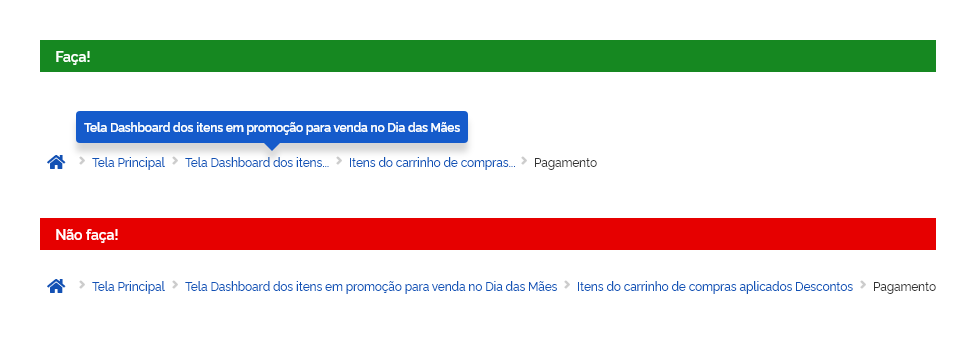 Faça!
Tela Dashboard dos itens em promoção para venda no Dia das Mães
Tela Principal Tela Dashboard dos itens... Itens do carrinho de compras... Pagamento
Não faça!
Tela Principal Tela Dashboard dos itens em promoção para venda no Dia das Mães Itens do carrinho de compras aplicados Descontos Pagamento